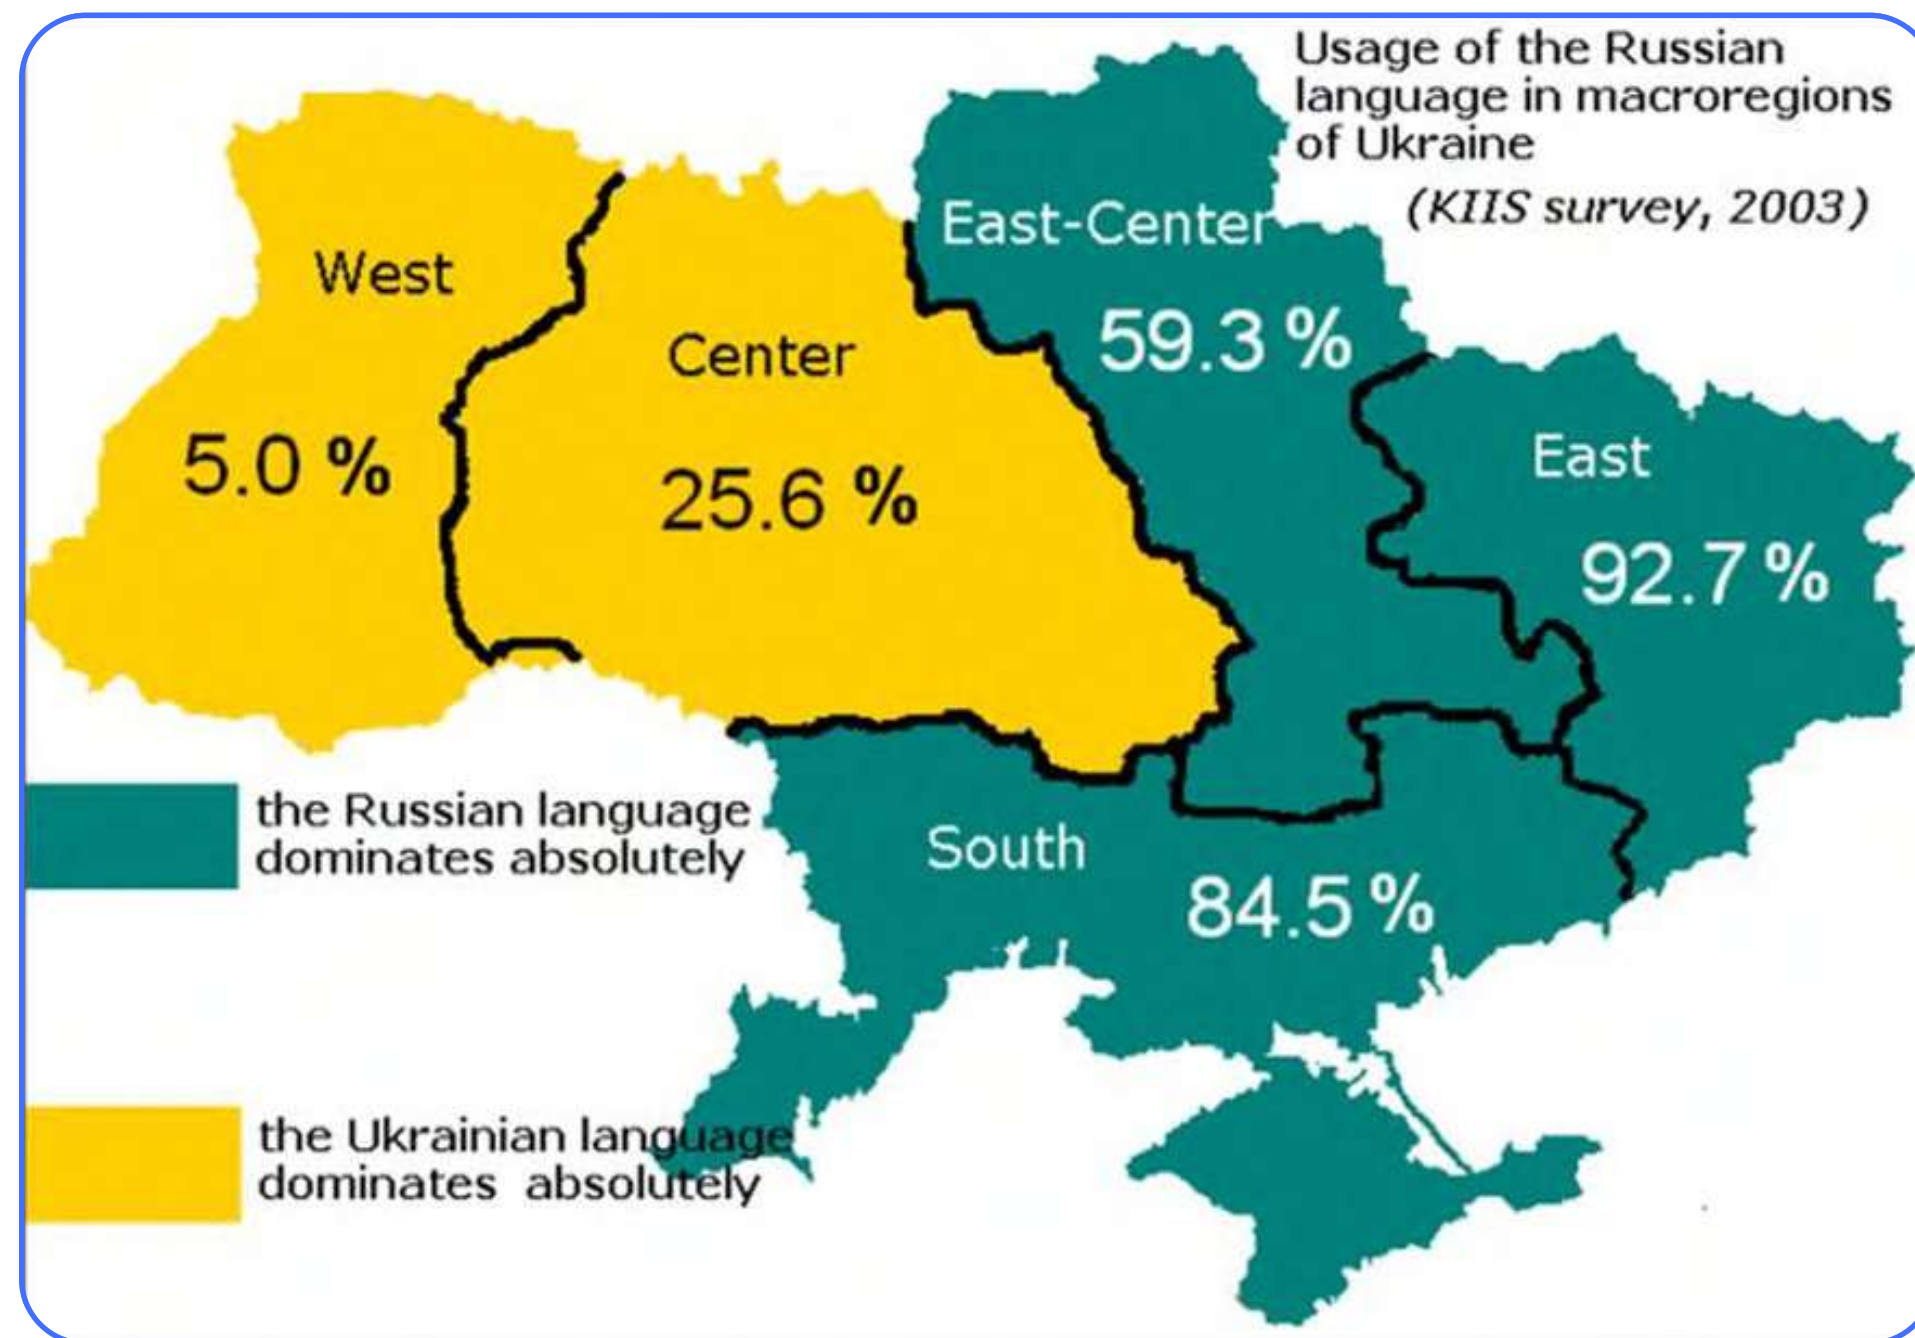 Usage of the Russian
language in macroregions
of Ukraine
(KIIS survey, 2003)
East-Center
59.3 %
West
5.0 %
Center
25.6 %
East
92.7 %
South
84.5 %
the Russian language
dominates absolutely
the Ukrainian language
dominates absolutely